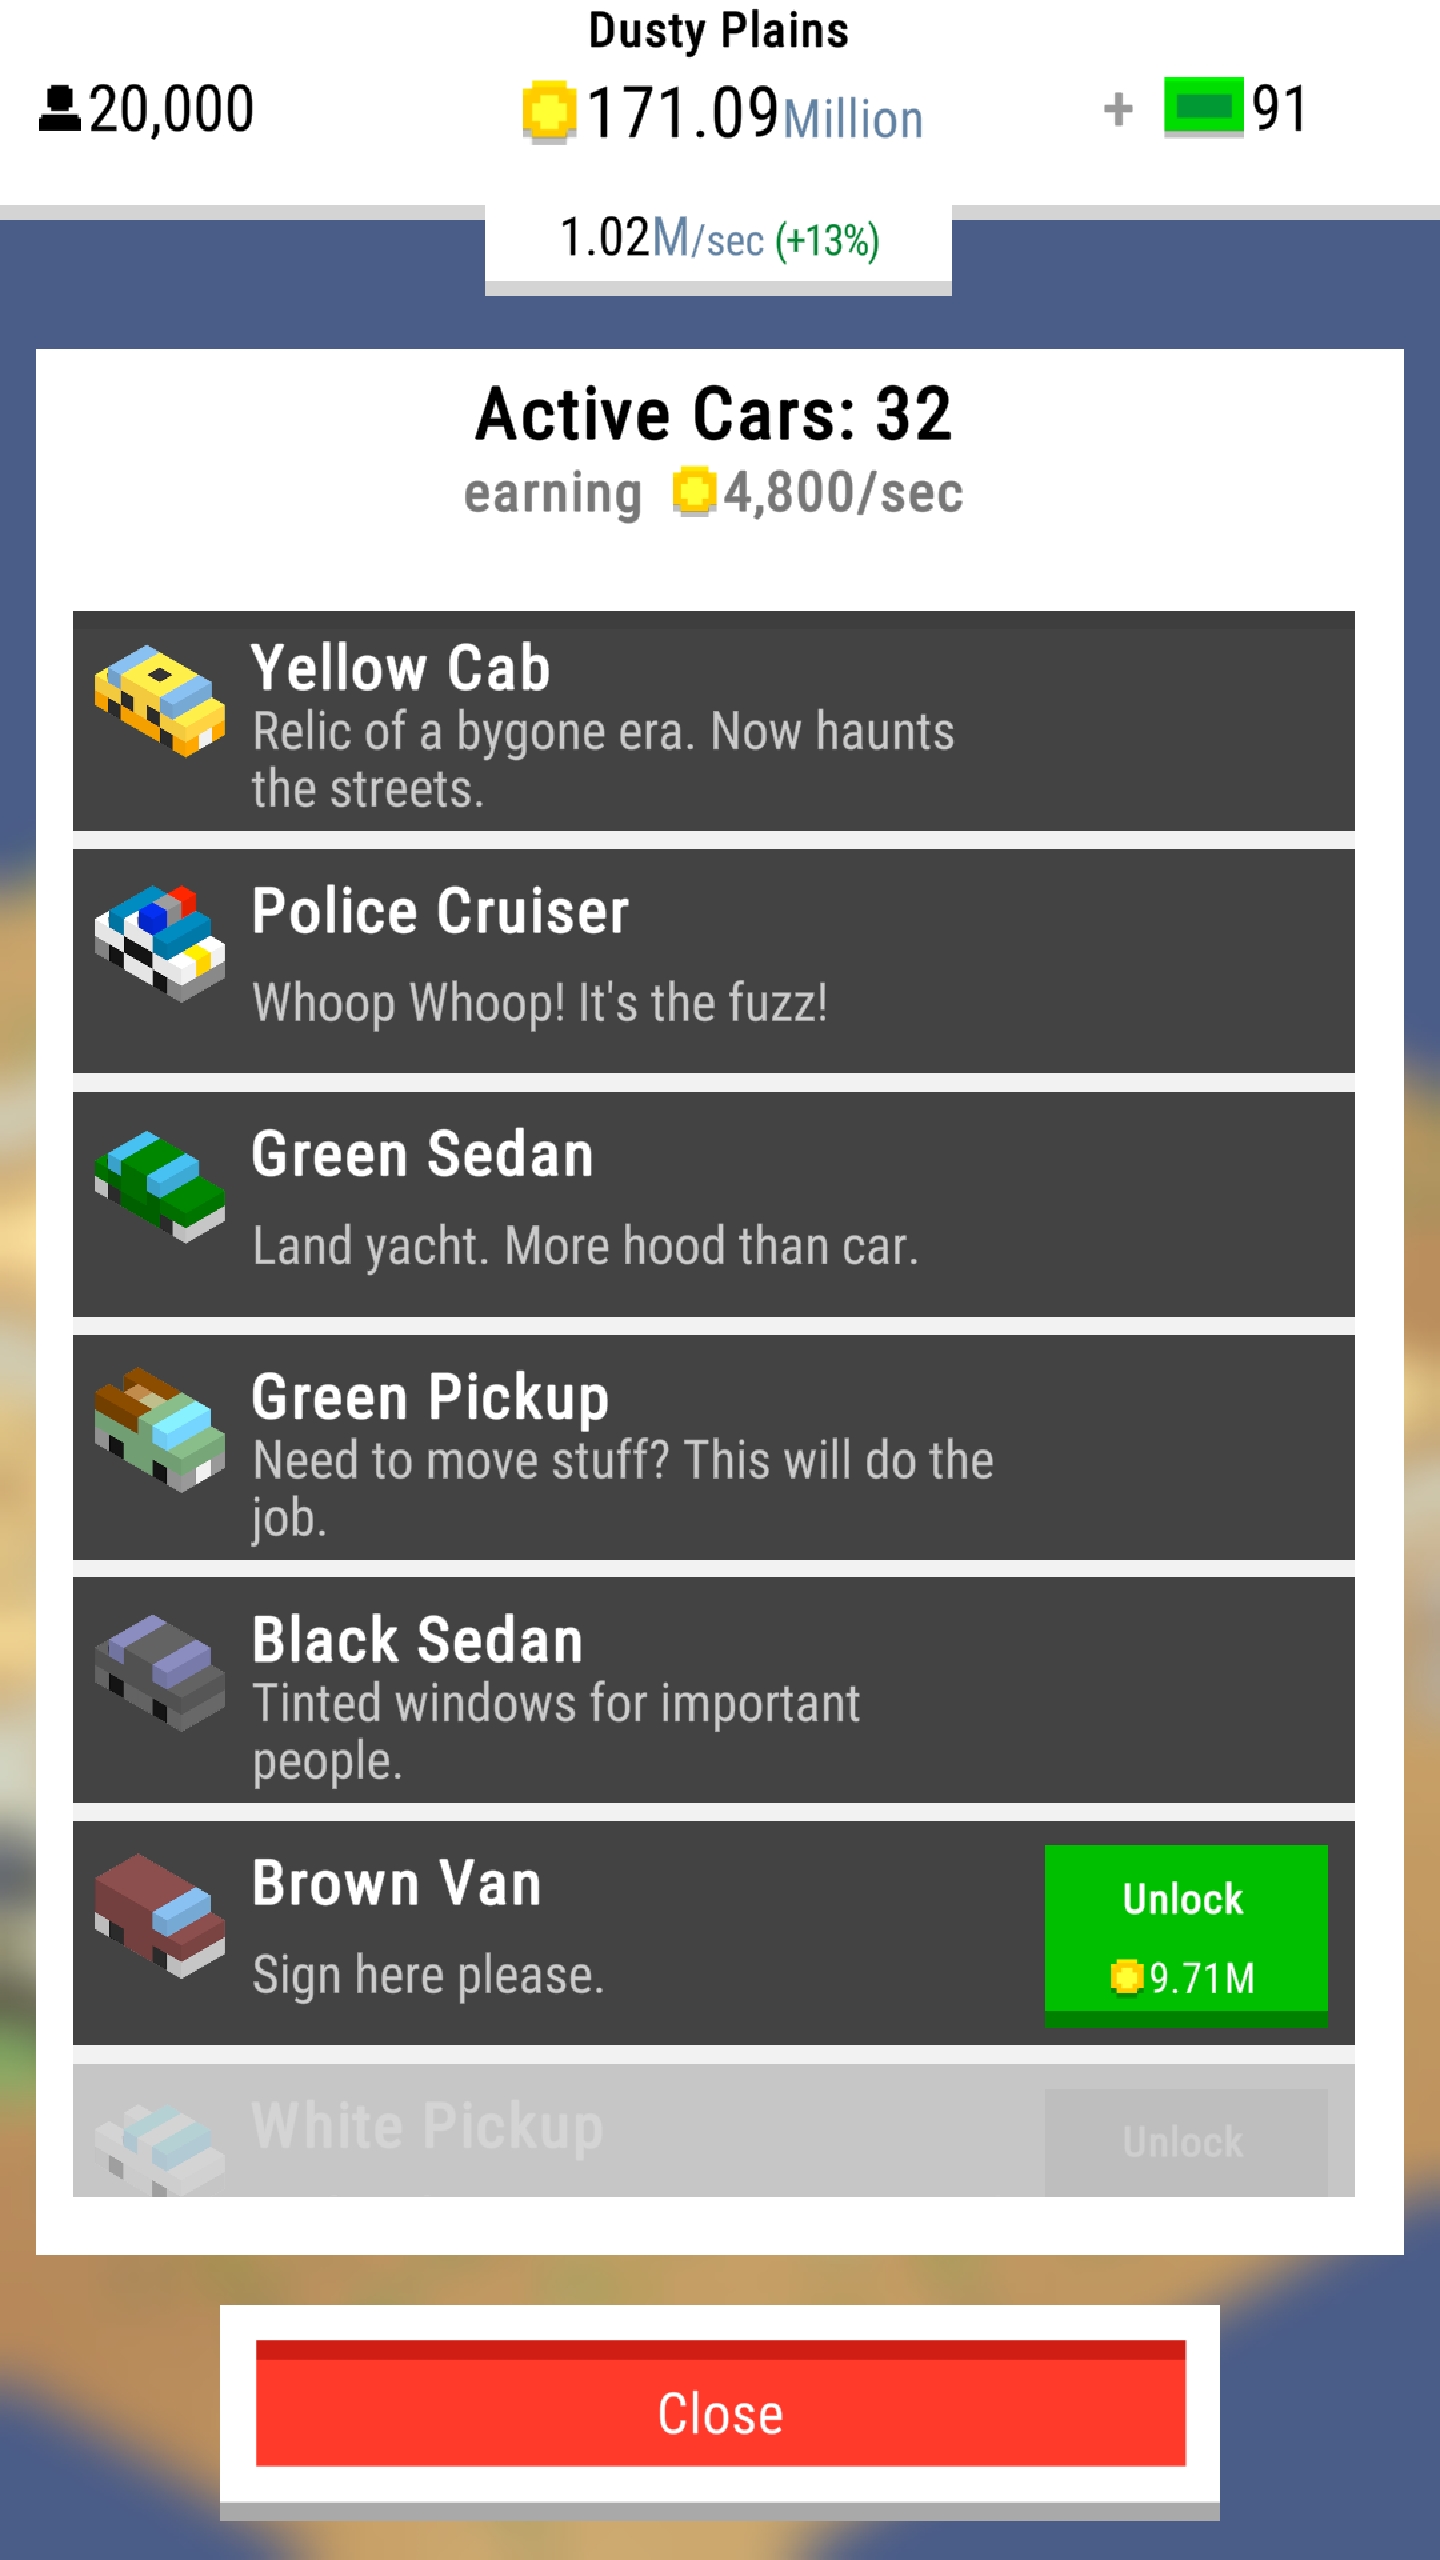 Dusty Plains
20,000
171.09Million
+ 91
1.02M/sec (+13%)
Active Cars: 32
earning 4,800/sec
Yellow Cab
Relic of a bygone era. Now haunts
the streets.
Police Cruiser
Whoop Whoop! It's the fuzz!
Green Sedan
Land yacht. More hood than car.
Green Pickup
Need to move stuff? This will do the
job.
Black Sedan
Tinted windows for important
people.
Brown Van
Sign here please.
Unlock
9.71M
White Pickup
Unlock
Close